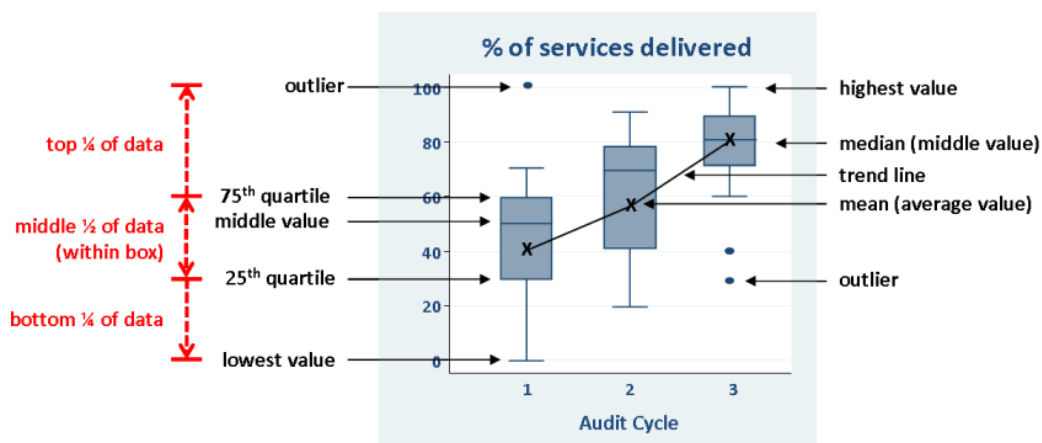 % of services delivered
outlier
100
highest value
top ¼ of data
80
median (middle value)
trend line
75th quartile
60
mean (average value)
middle value
middle ½ of data
(within box)
40
25th quartile
outlier
20
bottom ¼ of data
lowest value
0
1 2 3
Audit Cycle
X
X
X